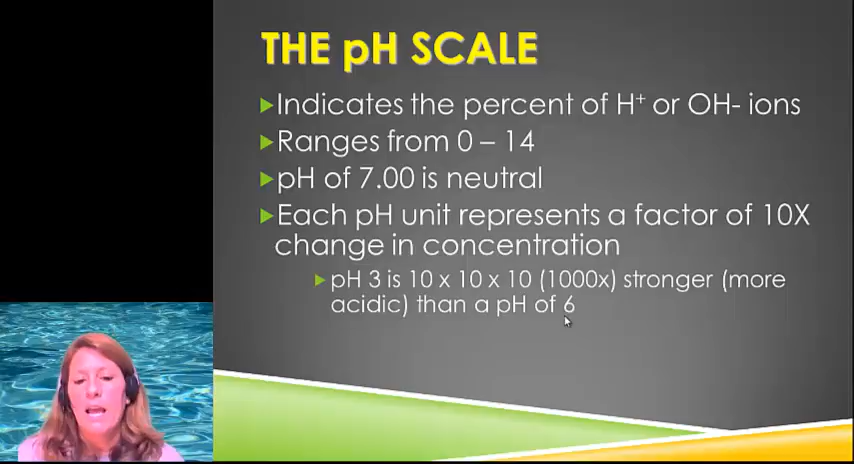 THE pH SCALE
Indicates the percent of H⁺ or OH- ions
Ranges from 0 – 14
pH of 7.00 is neutral
Each pH unit represents a factor of 10X
change in concentration
pH 3 is 10 x 10 x 10 (1000x) stronger (more
acidic) than a pH of 6